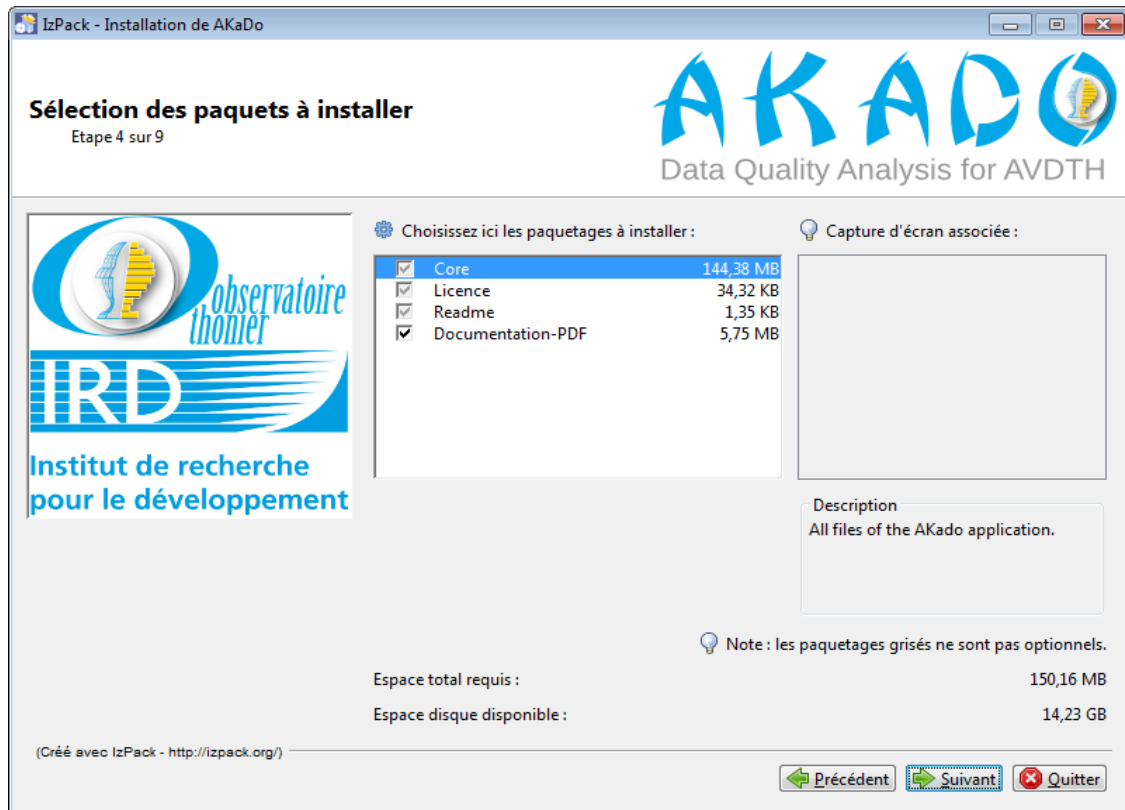 IzPack - Installation de AKaDo
Sélection des paquets à installer
Etape 4 sur 9
AKADO
Data Quality Analysis for AVDTH
observatoire
thonier
IRD
Institut de recherche
pour le développement
Choisissez ici les paquetages à installer :
Core 144,38 MB
Licence 34,32 KB
Readme 1,35 KB
Documentation-PDF 5,75 MB
Capture d'écran associée :
Description
All files of the AKado application.
Note : les paquetages grisés ne sont pas optionnels.
Espace total requis : 150,16 MB
Espace disque disponible : 14,23 GB
(Créé avec IzPack - http://izpack.org/)
Précédent Suivant Quitter